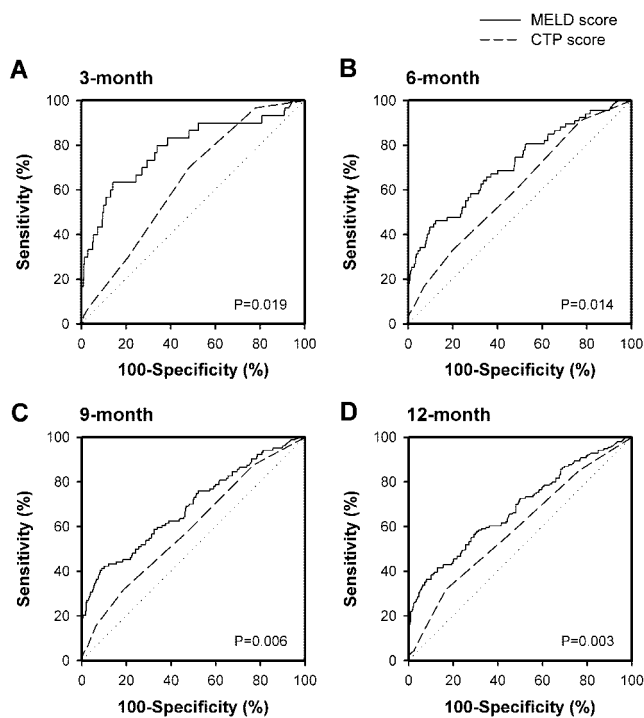 MELD score
CTP score
A
3-month
B
6-month
100
80
60
40
20
0
Sensitivity (%)
P=0.019
0 20 40 60 80 100
100-Specificity (%)
100
80
60
40
20
0
Sensitivity (%)
P=0.014
0 20 40 60 80 100
100-Specificity (%)
C
9-month
D
12-month
100
80
60
40
20
0
Sensitivity (%)
P=0.006
0 20 40 60 80 100
100-Specificity (%)
100
80
60
40
20
0
Sensitivity (%)
P=0.003
0 20 40 60 80 100
100-Specificity (%)